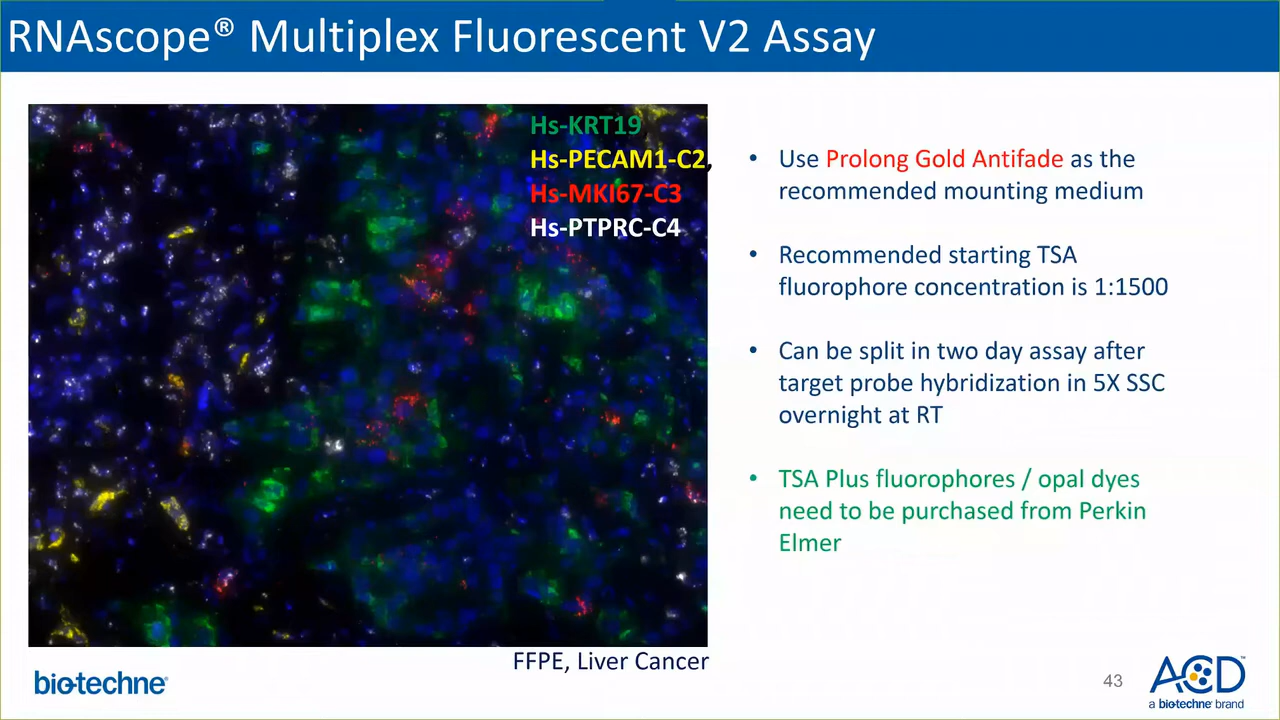 RNAscope® Multiplex Fluorescent V2 Assay
Hs-KRT19,
Hs-PECAM1-C2,
Hs-MKI67-C3
Hs-PTPRC-C4
• Use Prolong Gold Antifade as the
recommended mounting medium
• Recommended starting TSA
fluorophore concentration is 1:1500
• Can be split in two day assay after
target probe hybridization in 5X SSC
overnight at RT
• TSA Plus fluorophores / opal dyes
need to be purchased from Perkin
Elmer
FFPE, Liver Cancer
bio-techne®
43
ACD™
a bio-techne brand